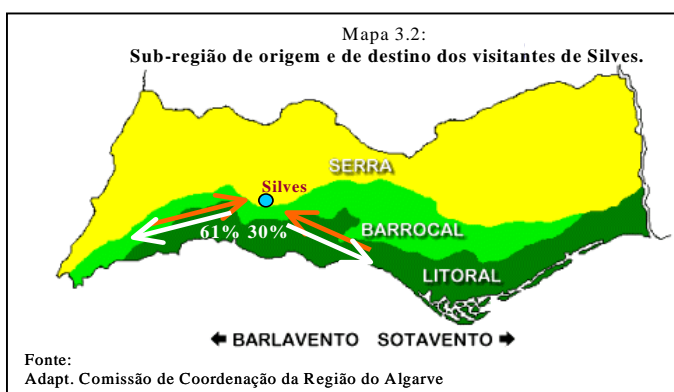 Mapa 3.2:
Sub-região de origem e de destino dos visitantes de Silves.
SERRA
Silves
61% 30%
BARROCAL
LITORAL
🡄 BARLAVENTO SOTAVENTO 🡆
Fonte:
Adapt. Comissão de Coordenação da Região do Algarve